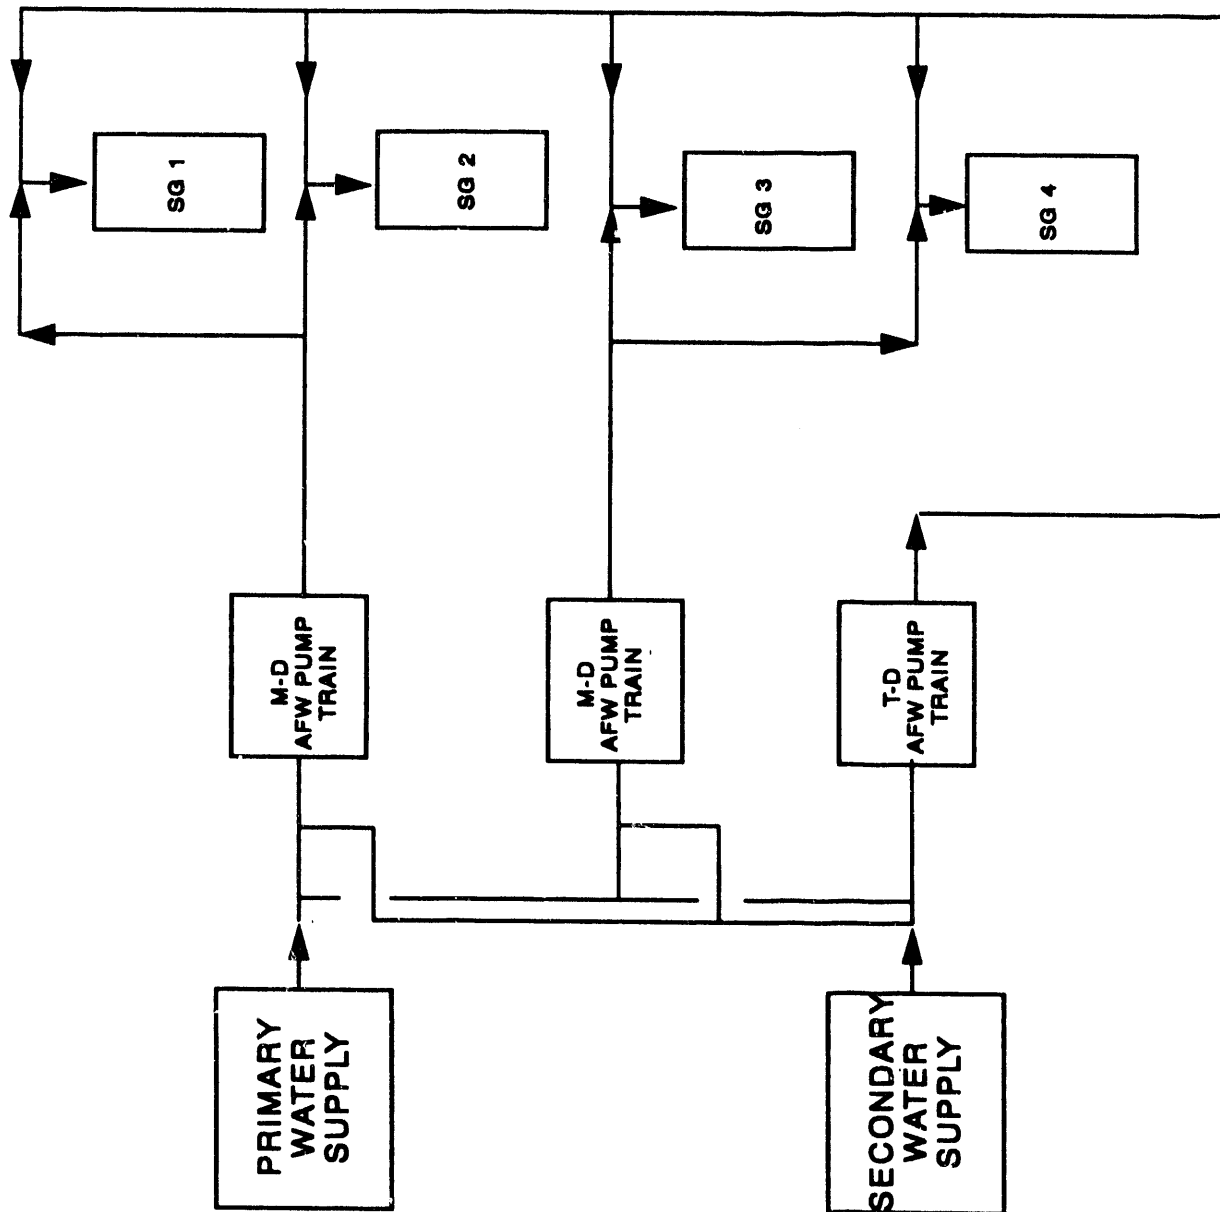 SG 1
SG 2
SG 3
SG 4
M-D
AFW PUMP
TRAIN
M-D
AFW PUMP
TRAIN
T-D
AFW PUMP
TRAIN
PRIMARY
WATER
SUPPLY
SECONDARY
WATER
SUPPLY